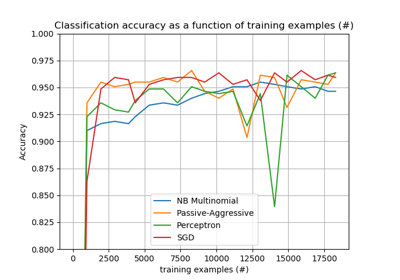 Classification accuracy as a function of training examples (#)
1.000
0.975
0.950
0.925
0.900
0.875
0.850
0.825
0.800
Accuracy
NB Multinomial
Passive-Aggressive
Perceptron
SGD
0 2500 5000 7500 10000 12500 15000 17500
training examples (#)